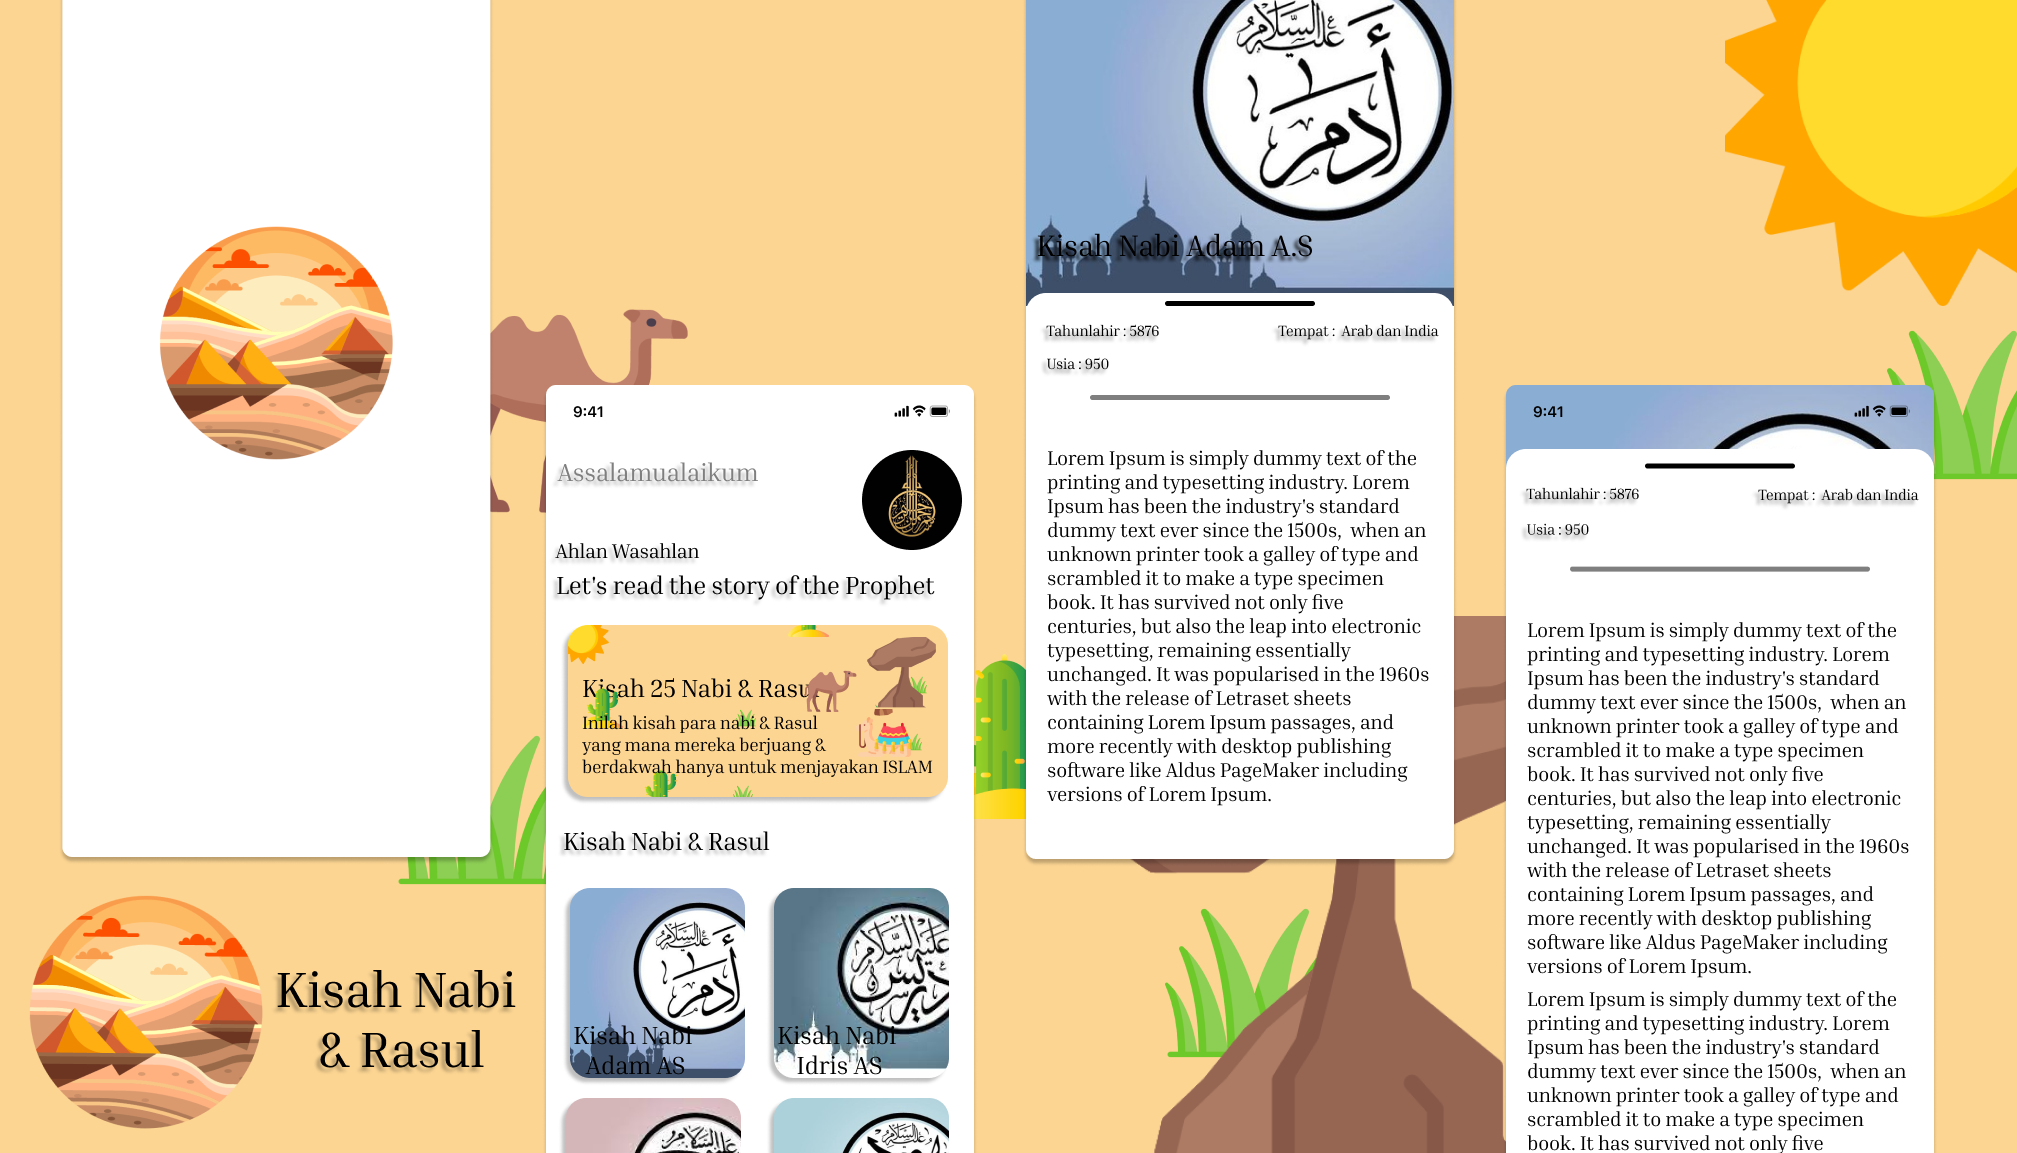 Kisah Nabi
& Rasul
9:41
Assalamualaikum
Ahlan Wasahlan
Let's read the story of the Prophet
Kisah 25 Nabi & Rasul
Inilah kisah para nabi & Rasul
yang mana mereka berjuang &
berdakwah hanya untuk menjayakan ISLAM
Kisah Nabi & Rasul
عليه السلام
أدم
Kisah Nabi
Adam AS
عليه السلام
إدريس
Kisah Nabi
Idris AS
عليه السلام
أدم
Kisah Nabi Adam A.S
Tahunlahir : 5876
Tempat : Arab dan India
Usia : 950
Lorem Ipsum is simply dummy text of the
printing and typesetting industry. Lorem
Ipsum has been the industry's standard
dummy text ever since the 1500s, when an
unknown printer took a galley of type and
scrambled it to make a type specimen
book. It has survived not only five
centuries, but also the leap into electronic
typesetting, remaining essentially
unchanged. It was popularised in the 1960s
with the release of Letraset sheets
containing Lorem Ipsum passages, and
more recently with desktop publishing
software like Aldus PageMaker including
versions of Lorem Ipsum.
9:41
Tahunlahir : 5876
Tempat : Arab dan India
Usia : 950
Lorem Ipsum is simply dummy text of the
printing and typesetting industry. Lorem
Ipsum has been the industry's standard
dummy text ever since the 1500s, when an
unknown printer took a galley of type and
scrambled it to make a type specimen
book. It has survived not only five
centuries, but also the leap into electronic
typesetting, remaining essentially
unchanged. It was popularised in the 1960s
with the release of Letraset sheets
containing Lorem Ipsum passages, and
more recently with desktop publishing
software like Aldus PageMaker including
versions of Lorem Ipsum.
Lorem Ipsum is simply dummy text of the
printing and typesetting industry. Lorem
Ipsum has been the industry's standard
dummy text ever since the 1500s, when an
unknown printer took a galley of type and
scrambled it to make a type specimen
book. It has survived not only five